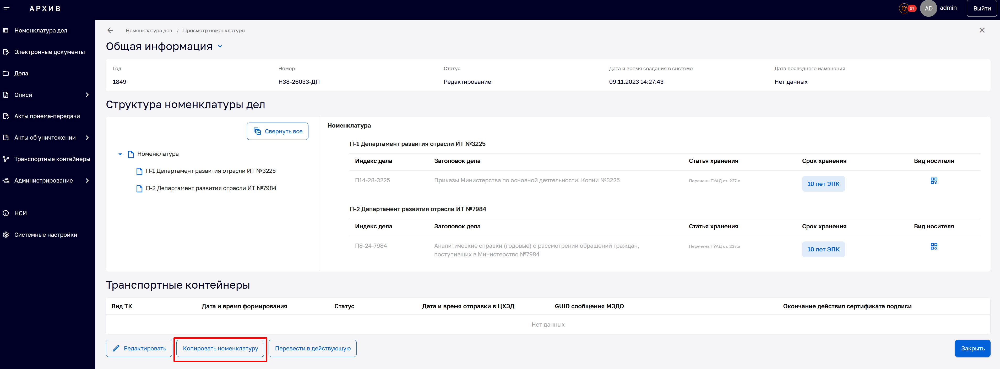 АРХИВ
57
AD
admin
Выйти
Номенклатура дел
Электронные документы
Дела
Описи
Акты приема-передачи
Акты об уничтожении
Транспортные контейнеры
Администрирование
НСИ
Системные настройки
Номенклатура дел / Просмотр номенклатуры
Общая информация
Год Номер Статус Дата и время создания в системе Дата последнего изменения
1849 Н38-26033-ДП Редактирование 09.11.2023 14:27:43 Нет данных
Структура номенклатуры дел
Свернуть все
Номенклатура
П-1 Департамент развития отрасли ИТ №3225
П-2 Департамент развития отрасли ИТ №7984
Номенклатура
П-1 Департамент развития отрасли ИТ №3225
Индекс дела Заголовок дела Статья хранения Срок хранения Вид носителя
П14-28-3225 Приказы Министерства по основной деятельности. Копии №3225 Перечень ТУАД ст. 237.а 10 лет ЭПК
П-2 Департамент развития отрасли ИТ №7984
Индекс дела Заголовок дела Статья хранения Срок хранения Вид носителя
П8-24-7984 Аналитические справки (годовые) о рассмотрении обращений граждан, Перечень ТУАД ст. 237.а 10 лет ЭПК
поступивших в Министерство №7984
Транспортные контейнеры
Вид ТК Дата и время формирования Статус Дата и время отправки в ЦХЭД GUID сообщения МЭДО Окончание действия сертификата подписи
Нет данных
Редактировать Копировать номенклатуру Перевести в действующую Закрыть